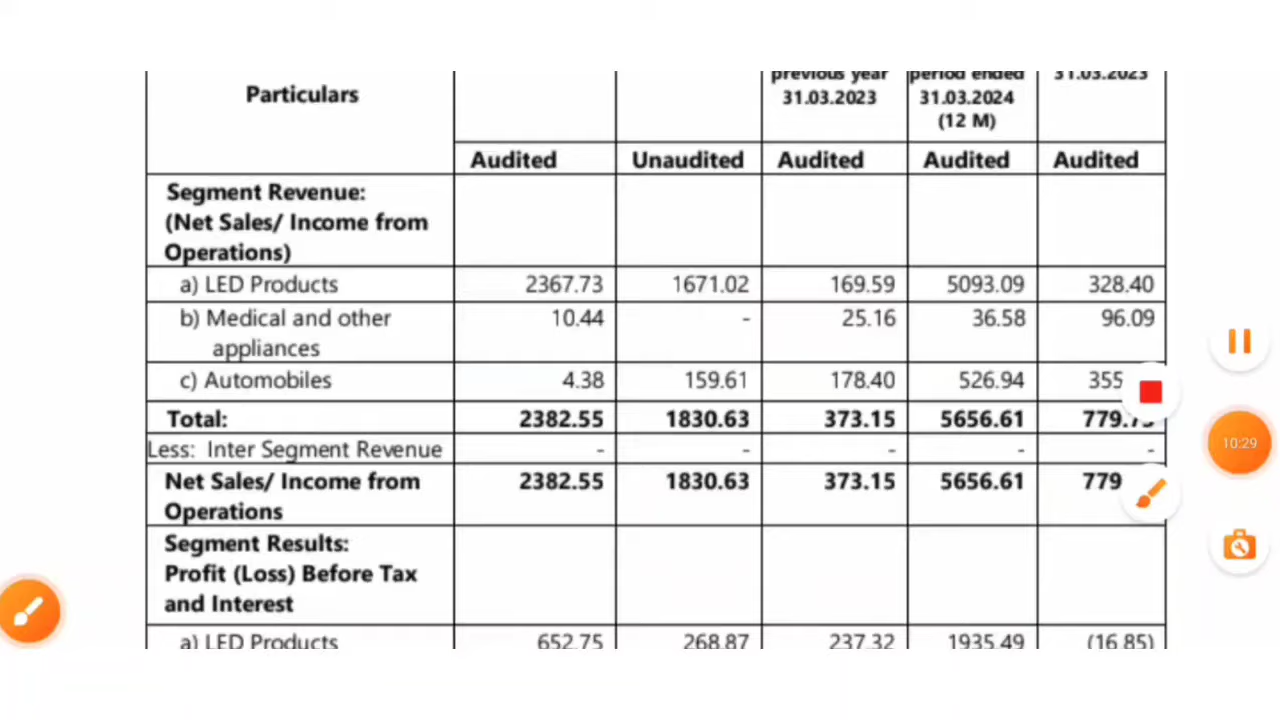 Particulars
previous year
31.03.2023
period ended
31.03.2024
(12 M)
31.03.2023
Audited Unaudited Audited Audited Audited
Segment Revenue:
(Net Sales/ Income from
Operations)
a) LED Products 2367.73 1671.02 169.59 5093.09 328.40
b) Medical and other
appliances 10.44 - 25.16 36.58 96.09
c) Automobiles 4.38 159.61 178.40 526.94 355
Total: 2382.55 1830.63 373.15 5656.61
Less: Inter Segment Revenue - - - - -
Net Sales/ Income from
Operations 2382.55 1830.63 373.15 5656.61 779
Segment Results:
Profit (Loss) Before Tax
and Interest
a) LED Products 652.75 268.87 237.32 1935.49 (16.85)
10:29